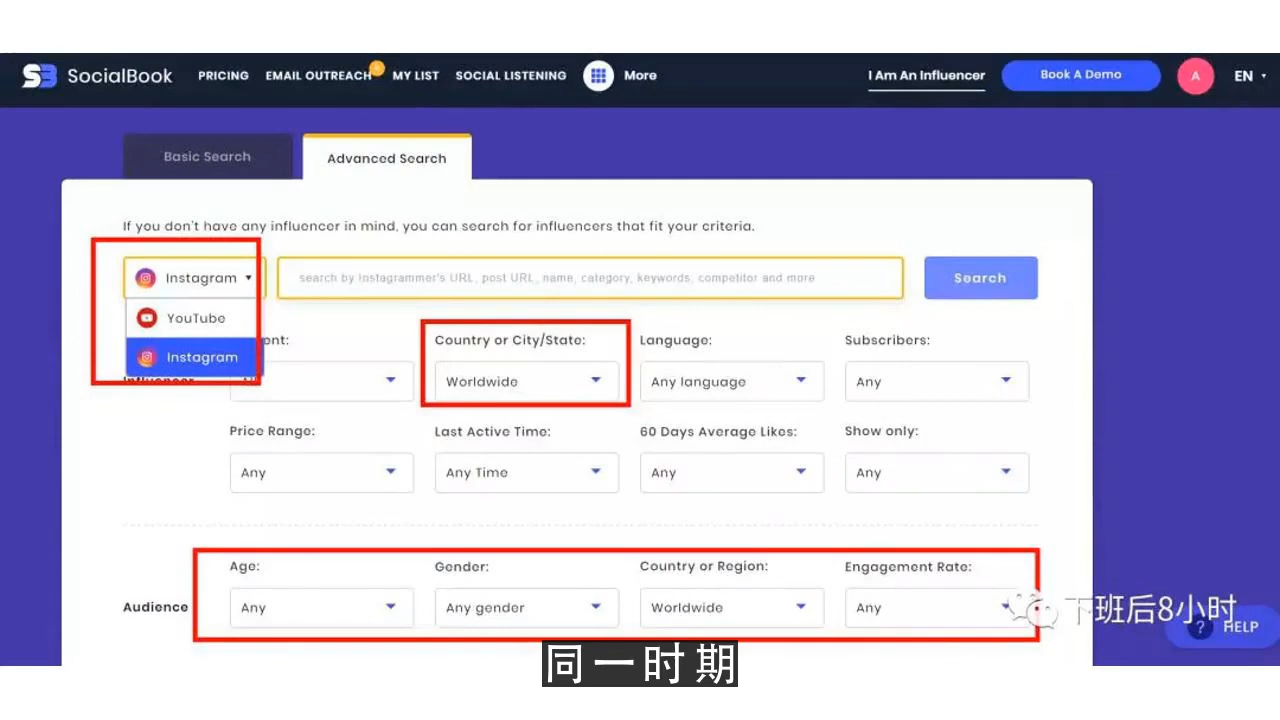 SB SocialBook PRICING EMAIL OUTREACH MY LIST SOCIAL LISTENING More I Am An Influencer Book A Demo A EN
Basic Search Advanced Search
If you don't have any influencer in mind, you can search for influencers that fit your criteria.
Instagram search by Instagrammer's URL, post URL, name, category, keywords, competitor and more Search
YouTube
Instagram
Country or City/State: Language: Subscribers:
Influencer Worldwide Any language Any
Price Range: Last Active Time: 60 Days Average Likes: Show only:
Any Any Time Any Any
Age: Gender: Country or Region: Engagement Rate:
Audience Any Any gender Worldwide Any
下班后8小时
? HELP
同一时期